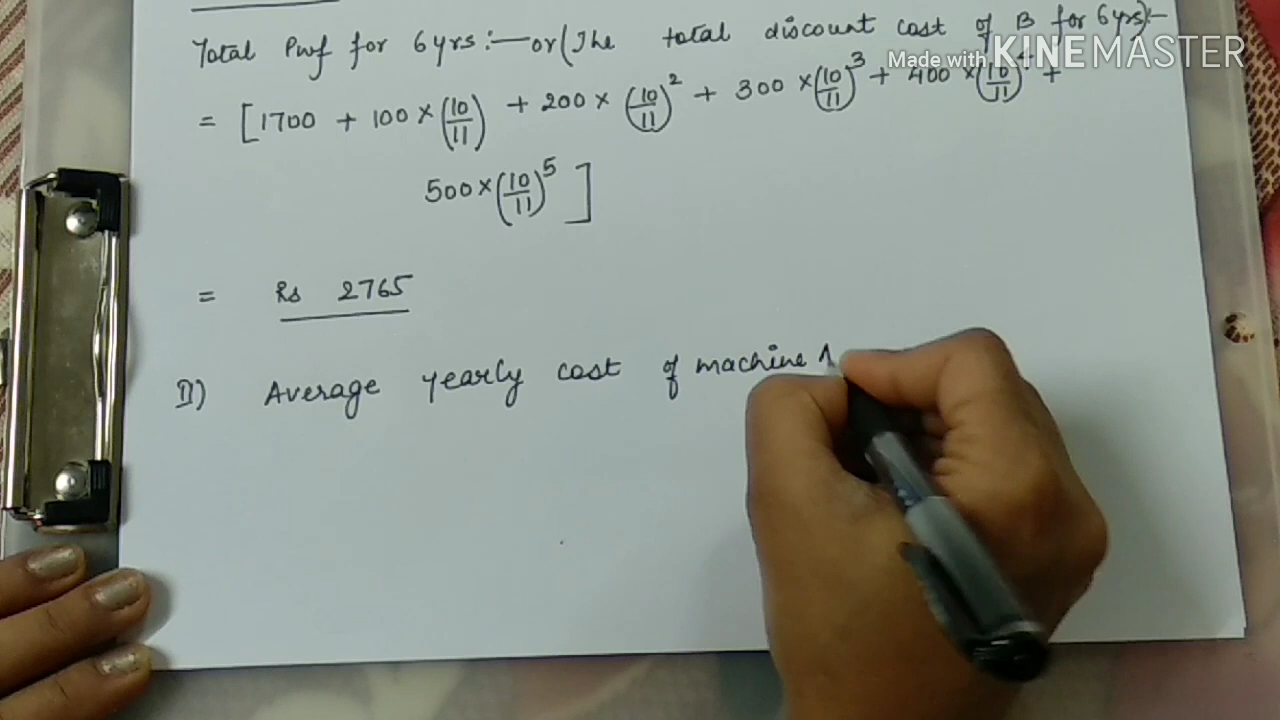 Total Pwf for 6yrs:— or (The total discount cost of B for 6yrs):-
Made with KINEMASTER
= [1700 + 100 × (10/11) + 200 × (10/11)² + 300 × (10/11)³ + 400 × (10/11)⁴ +
500 × (10/11)⁵ ]
= Rs 2765
II) Average yearly cost of machine A